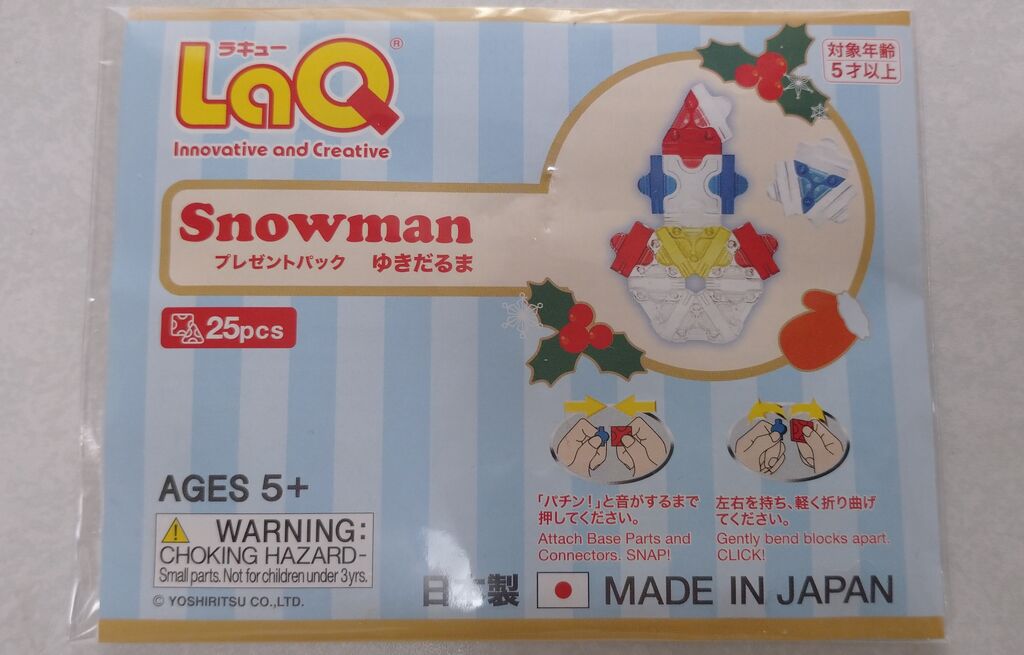 ラキュー
LaQ®
Innovative and Creative
対象年齢
5才以上
Snowman
プレゼントパック ゆきだるま
25pcs
AGES 5+
WARNING:
CHOKING HAZARD-
Small parts. Not for children under 3yrs.
© YOSHIRITSU CO.,LTD.
「パチン!」と音がするまで
押してください。
Attach Base Parts and
Connectors. SNAP!
左右を持ち、軽く折り曲げ
てください。
Gently bend blocks apart.
CLICK!
日本製 MADE IN JAPAN